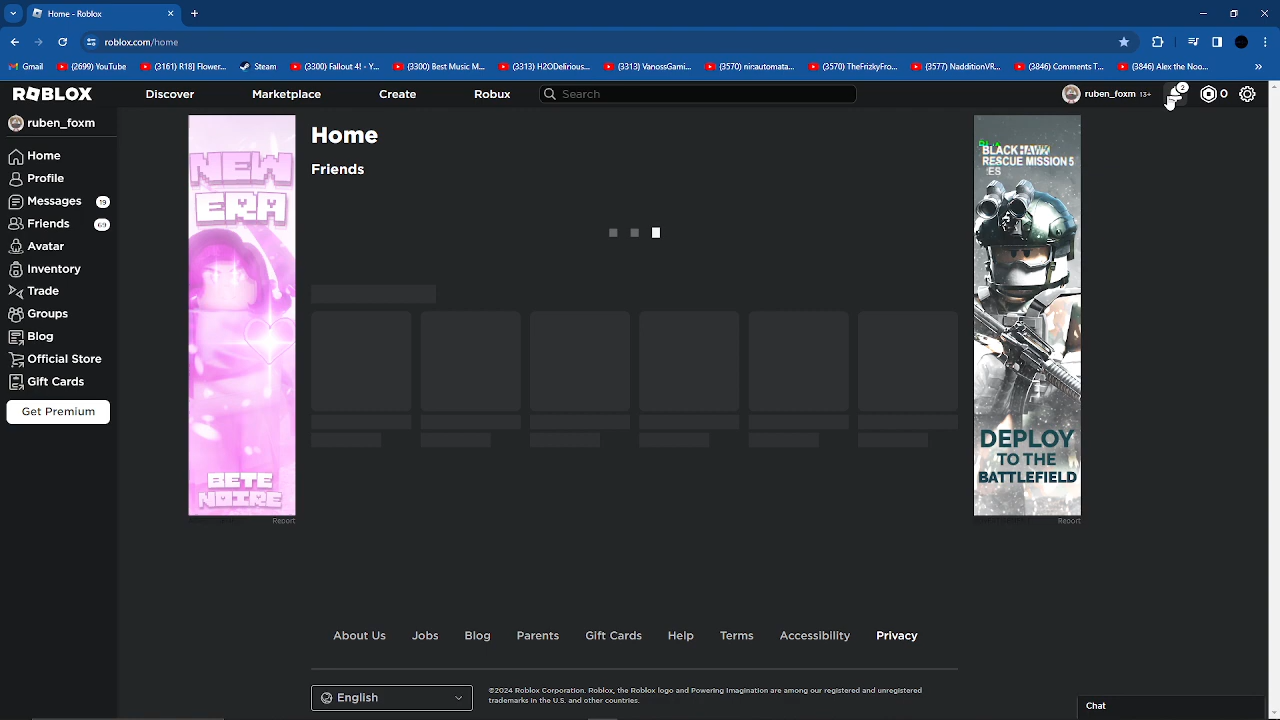 Home - Roblox
roblox.com/home
Gmail
(2699) YouTube
(3161) R18] Flower...
Steam
(3300) Fallout 4! - Y...
(3300) Best Music M...
(3313) H2ODelirious...
(3313) VanossGami...
(3570) nirautomata...
(3570) TheFrizkyFro...
(3577) NadditionVR...
(3846) Comments T...
(3846) Alex the Noo...
ROBLOX
Discover
Marketplace
Create
Robux
Search
ruben_foxm 13+
2
0
ruben_foxm
Home
Profile
Messages 19
Friends 69
Avatar
Inventory
Trade
Groups
Blog
Official Store
Gift Cards
Get Premium
NEW
ERA
BETE
NOIRE
Report
Home
Friends
BLACK HAWK
RESCUE MISSION 5
DEPLOY
TO THE
BATTLEFIELD
Report
About Us
Jobs
Blog
Parents
Gift Cards
Help
Terms
Accessibility
Privacy
English
©2024 Roblox Corporation. Roblox, the Roblox logo and Powering Imagination are among our registered and unregistered
trademarks in the U.S. and other countries.
Chat